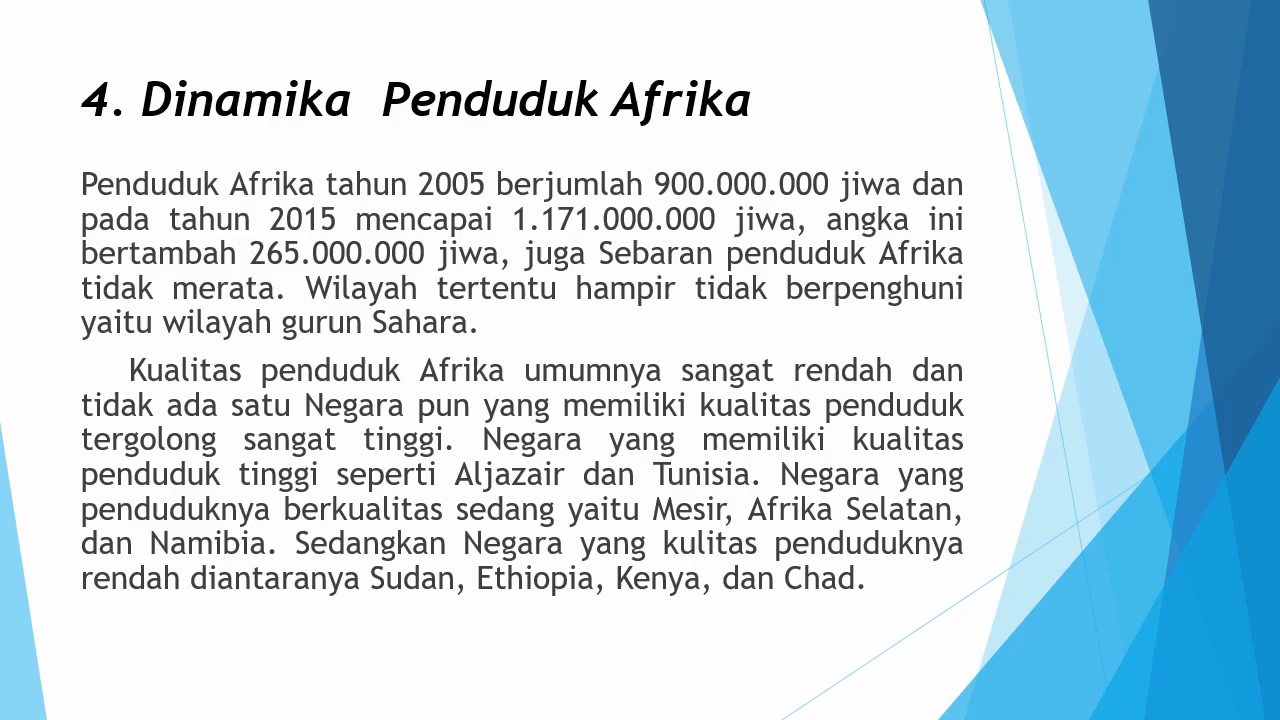 4. Dinamika Penduduk Afrika
Penduduk Afrika tahun 2005 berjumlah 900.000.000 jiwa dan
pada tahun 2015 mencapai 1.171.000.000 jiwa, angka ini
bertambah 265.000.000 jiwa, juga Sebaran penduduk Afrika
tidak merata. Wilayah tertentu hampir tidak berpenghuni
yaitu wilayah gurun Sahara.
Kualitas penduduk Afrika umumnya sangat rendah dan
tidak ada satu Negara pun yang memiliki kualitas penduduk
tergolong sangat tinggi. Negara yang memiliki kualitas
penduduk tinggi seperti Aljazair dan Tunisia. Negara yang
penduduknya berkualitas sedang yaitu Mesir, Afrika Selatan,
dan Namibia. Sedangkan Negara yang kulitas penduduknya
rendah diantaranya Sudan, Ethiopia, Kenya, dan Chad.